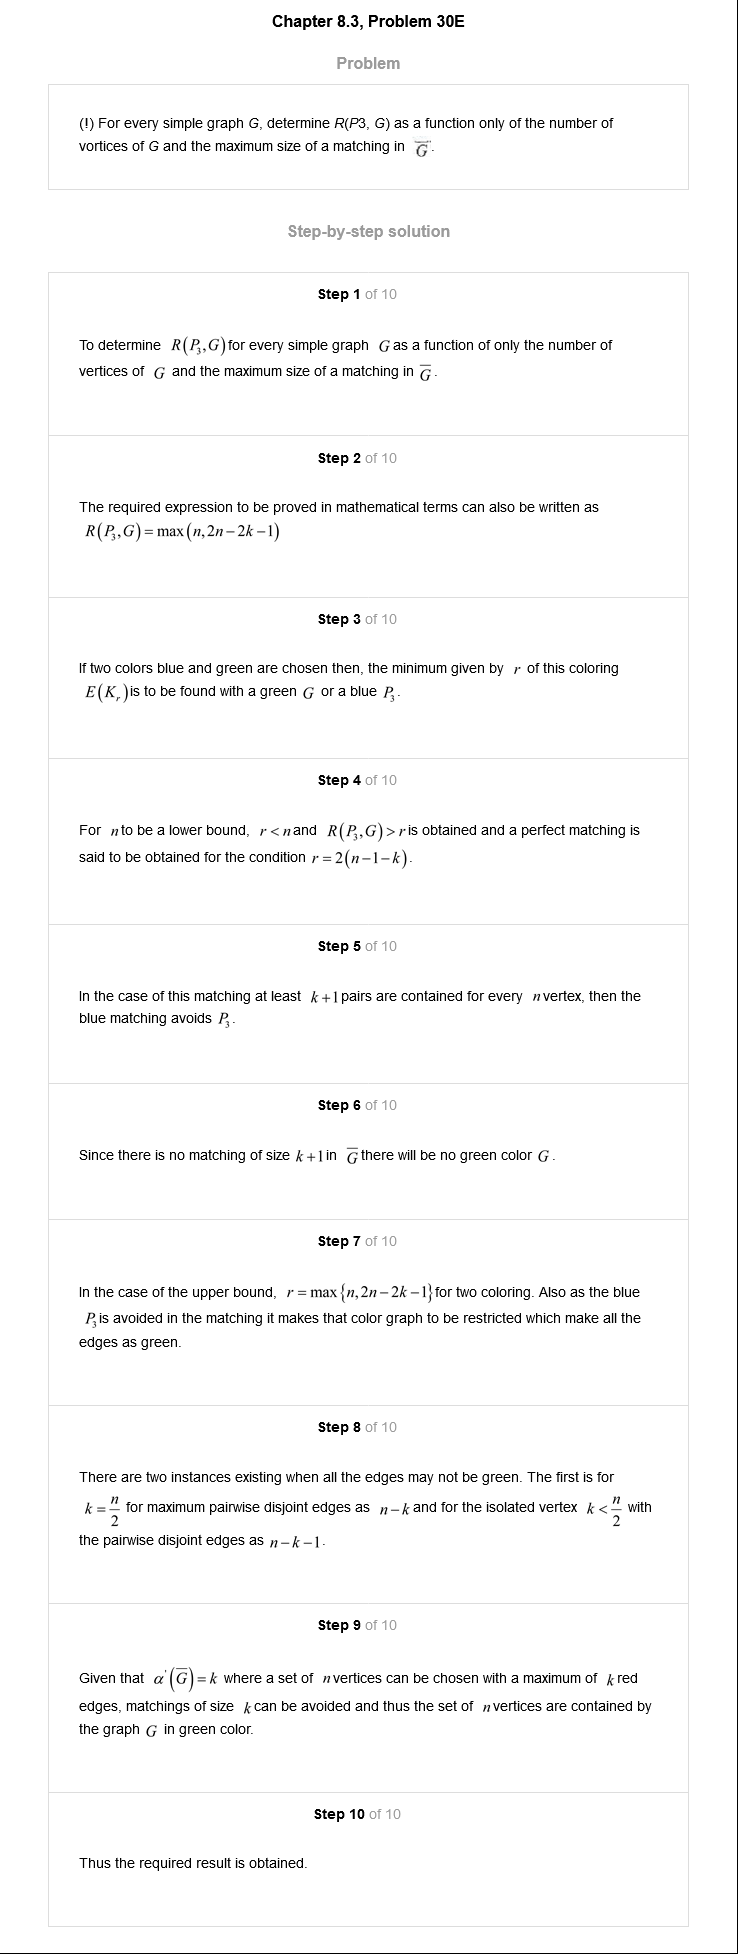 Chapter 8.3, Problem 30E
Problem
(!) For every simple graph G, determine R(P3, G) as a function only of the number of
vortices of G and the maximum size of a matching in \overline{G}.
Step-by-step solution
Step 1 of 10
To determine R(P₃,G) for every simple graph G as a function of only the number of
vertices of G and the maximum size of a matching in \overline{G}.
Step 2 of 10
The required expression to be proved in mathematical terms can also be written as
R(P₃,G) = max(n, 2n − 2k − 1)
Step 3 of 10
If two colors blue and green are chosen then, the minimum given by r of this coloring
E(Kᵣ) is to be found with a green G or a blue P₃.
Step 4 of 10
For n to be a lower bound, r < n and R(P₃,G) > r is obtained and a perfect matching is
said to be obtained for the condition r = 2(n−1−k).
Step 5 of 10
In the case of this matching at least k+1 pairs are contained for every n vertex, then the
blue matching avoids P₃.
Step 6 of 10
Since there is no matching of size k+1 in \overline{G} there will be no green color G.
Step 7 of 10
In the case of the upper bound, r = max{n, 2n − 2k − 1} for two coloring. Also as the blue
P₃ is avoided in the matching it makes that color graph to be restricted which make all the
edges as green.
Step 8 of 10
There are two instances existing when all the edges may not be green. The first is for
k = n/2 for maximum pairwise disjoint edges as n−k and for the isolated vertex k < n/2 with
the pairwise disjoint edges as n−k−1.
Step 9 of 10
Given that α'(\overline{G}) = k where a set of n vertices can be chosen with a maximum of k red
edges, matchings of size k can be avoided and thus the set of n vertices are contained by
the graph G in green color.
Step 10 of 10
Thus the required result is obtained.